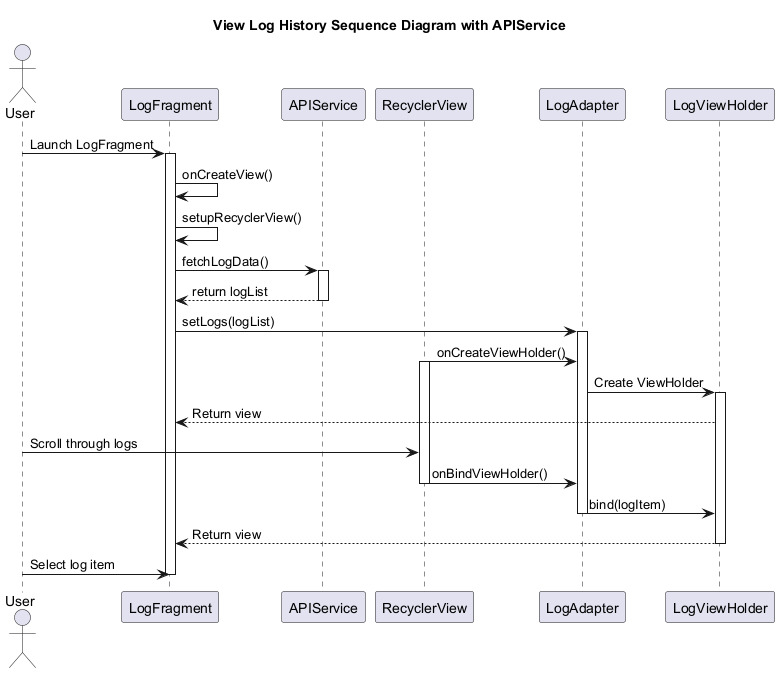 View Log History Sequence Diagram with APIService
User
LogFragment
APIService
RecyclerView
LogAdapter
LogViewHolder
Launch LogFragment
onCreateView()
setupRecyclerView()
fetchLogData()
return logList
setLogs(logList)
onCreateViewHolder()
Create ViewHolder
Return view
Scroll through logs
onBindViewHolder()
bind(logItem)
Return view
Select log item
User
LogFragment
APIService
RecyclerView
LogAdapter
LogViewHolder